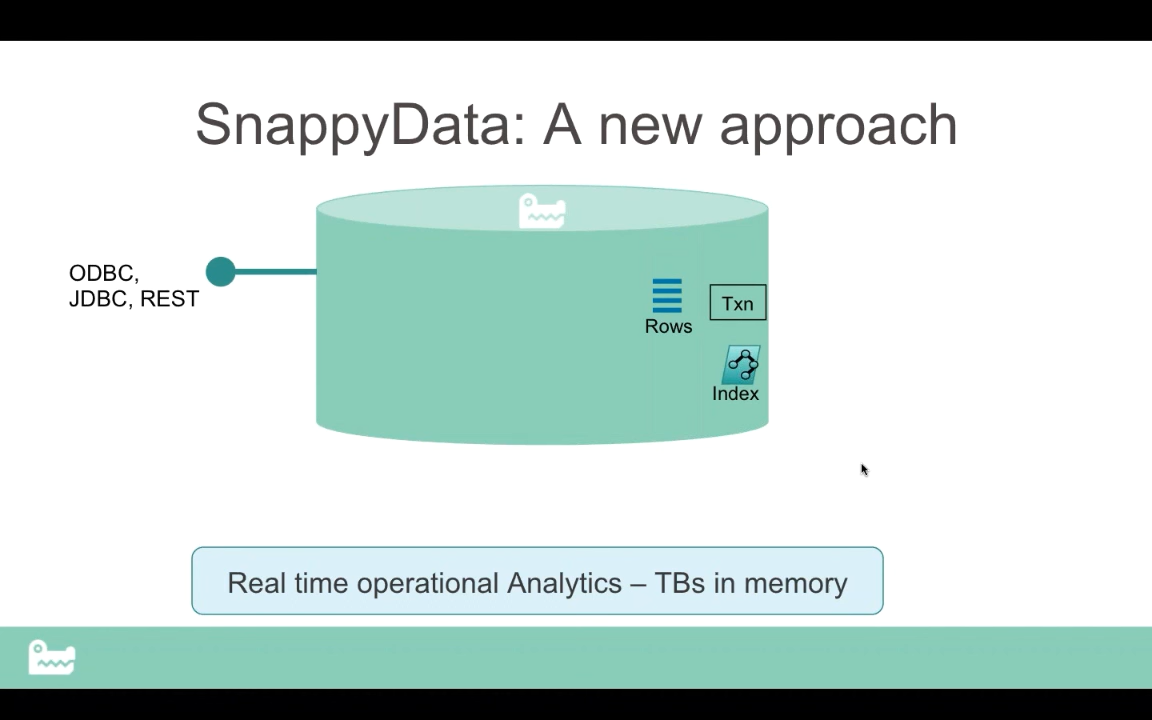 SnappyData: A new approach
ODBC,
JDBC, REST
Rows
Txn
Index
Real time operational Analytics – TBs in memory